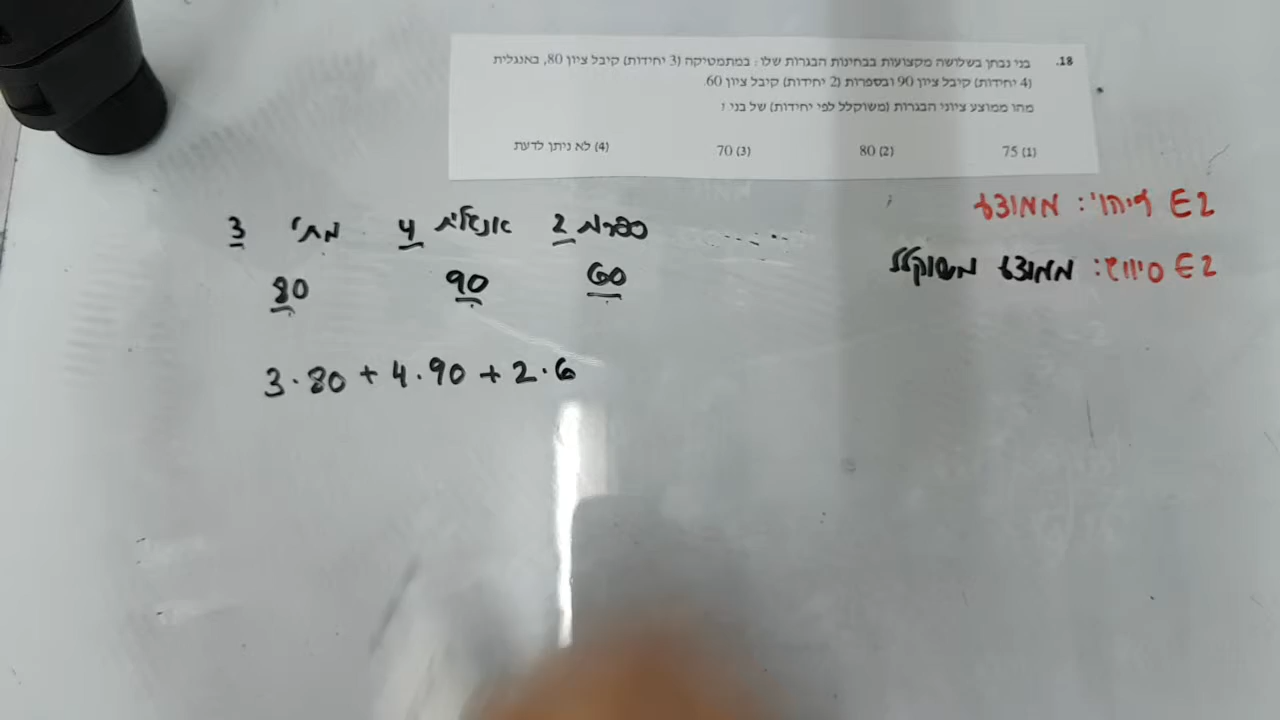 18. בני נבחן בשלושה מקצועות בבחינות הבגרות שלו: במתמטיקה (3 יחידות) קיבל ציון 80, באנגלית
(4 יחידות) קיבל ציון 90 ובספרות (2 יחידות) קיבל ציון 60.
מהו ממוצע ציוני הבגרות (משוקלל לפי יחידות) של בני?
(1) 75 (2) 80 (3) 70 (4) לא ניתן לדעת
צ2 זיהוי: ממוצע
צ2 סיווג: ממוצע משוקלל
3 מת' 4 אנגלית 2 ספרות
80 90 60
3·80 + 4·90 + 2·6